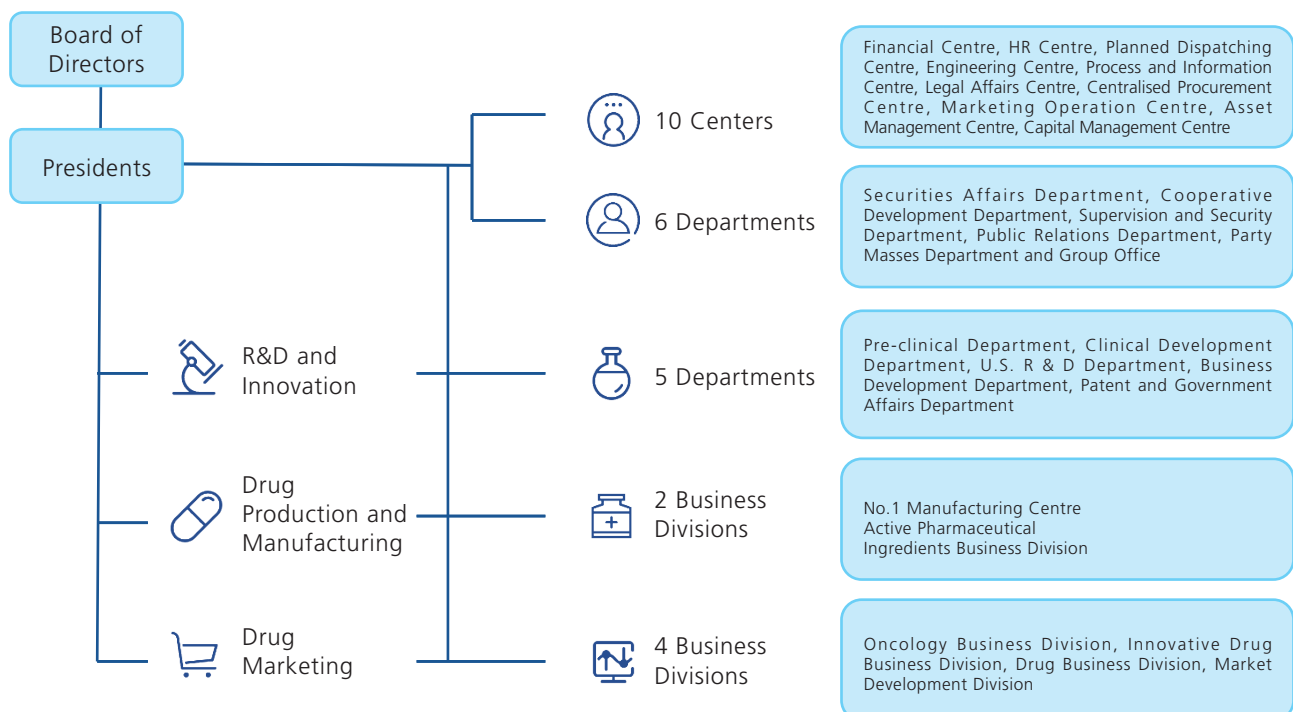 Board of
Directors
Presidents
10 Centers
Financial Centre, HR Centre, Planned Dispatching
Centre, Engineering Centre, Process and Information
Centre, Legal Affairs Centre, Centralised Procurement
Centre, Marketing Operation Centre, Asset
Management Centre, Capital Management Centre
6 Departments
Securities Affairs Department, Cooperative
Development Department, Supervision and Security
Department, Public Relations Department, Party
Masses Department and Group Office
R&D and
Innovation
5 Departments
Pre-clinical Department, Clinical Development
Department, U.S. R & D Department, Business
Development Department, Patent and Government
Affairs Department
Drug
Production and
Manufacturing
2 Business
Divisions
No.1 Manufacturing Centre
Active Pharmaceutical
Ingredients Business Division
Drug
Marketing
4 Business
Divisions
Oncology Business Division, Innovative Drug
Business Division, Drug Business Division, Market
Development Division